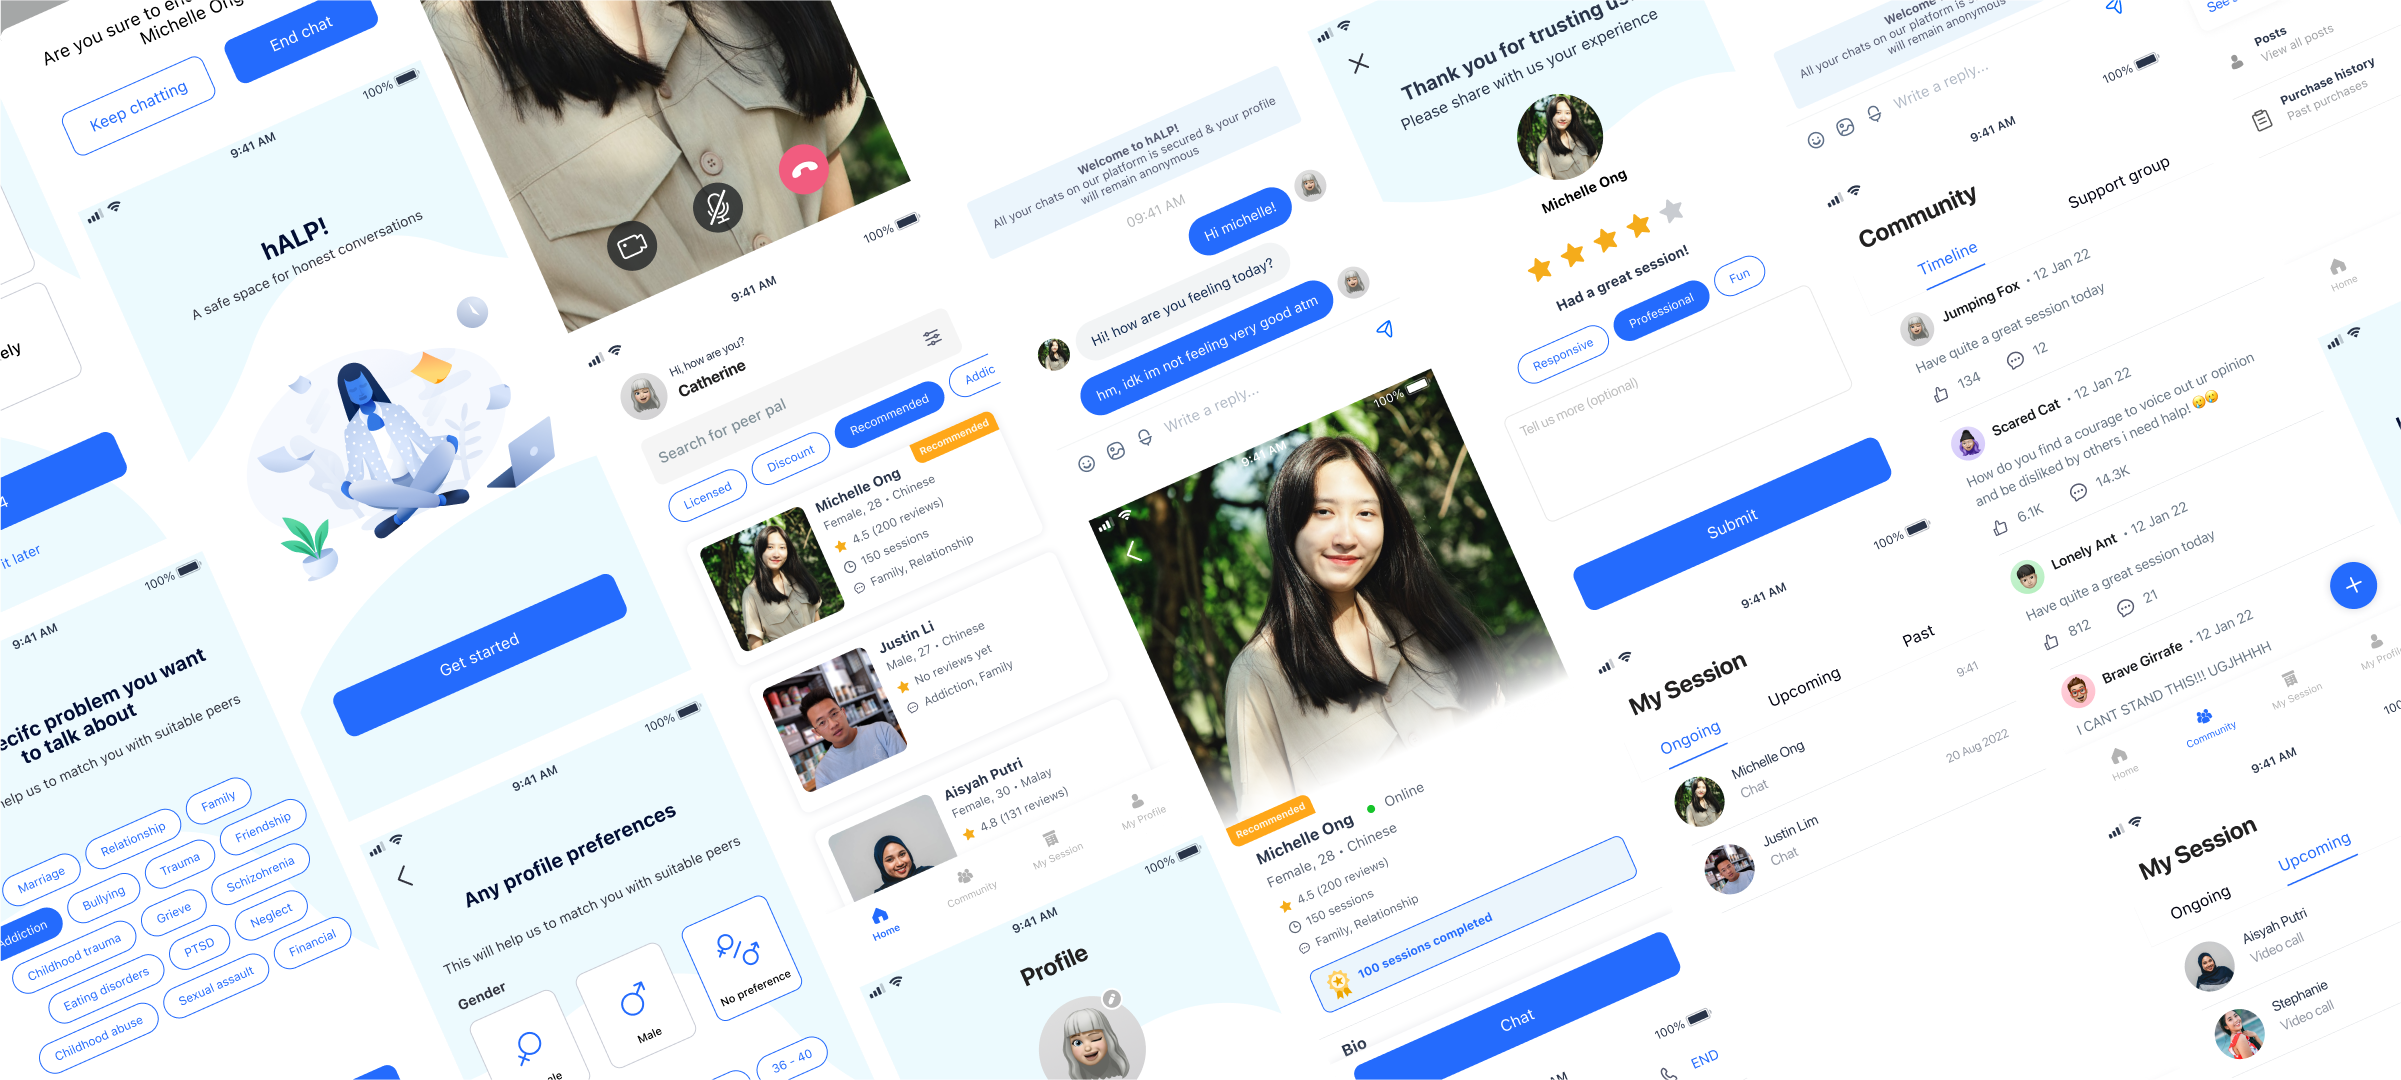 Are you sure to end
Michelle Ong
Keep chatting
End chat
100%
9:41 AM
hALP!
A safe space for honest conversations
Get started
ely
4
it later
100%
9:41 AM
ecifc problem you want
to talk about
help us to match you with suitable peers
Marriage
Relationship
Family
Addiction
Bullying
Trauma
Friendship
Childhood trauma
Grieve
Schizohrenia
Eating disorders
PTSD
Neglect
Childhood abuse
Sexual assault
Financial
100%
9:41 AM
Any profile preferences
This will help us to match you with suitable peers
Gender
ale
Male
No preference
36 - 40
100%
9:41 AM
Hi, how are you?
Catherine
Search for peer pal
Licensed
Discount
Recommended
Addic
Recommended
Michelle Ong
Female, 28 • Chinese
4.5 (200 reviews)
150 sessions
Family, Relationship
Justin Li
Male, 27 • Chinese
No reviews yet
Addiction, Family
Aisyah Putri
Female, 30 • Malay
4.8 (131 reviews)
Home
Community
My Session
My Profile
100%
9:41 AM
Profile
Welcome to hALP!
All your chats on our platform is secured & your profile
will remain anonymous
09:41 AM
Hi michelle!
Hi! how are you feeling today?
hm, idk im not feeling very good atm
Write a reply...
100%
9:41 AM
Recommended
Michelle Ong
Online
Female, 28 • Chinese
4.5 (200 reviews)
150 sessions
Family, Relationship
100 sessions completed
Bio
Chat
100%
AM
END
Thank you for trusting us
Please share with us your experience
Michelle Ong
Had a great session!
Responsive
Professional
Fun
Tell us more (optional)
Submit
100%
9:41 AM
My Session
Ongoing
Upcoming
Past
Michelle Ong
9:41
Chat
Justin Lim
20 Aug 2022
Chat
Welcome
All your chats on our platform is
will remain anonymous
Write a reply...
100%
9:41 AM
Community
Timeline
Support group
Jumping Fox • 12 Jan 22
Have quite a great session today
134
12
Scared Cat • 12 Jan 22
How do you find a courage to voice out ur opinion
and be disliked by others i need halp! 🥲🥲
6.1K
14.3K
Lonely Ant • 12 Jan 22
Have quite a great session today
812
21
Brave Girrafe • 12 Jan 22
I CANT STAND THIS!!! UGJHHHH
Home
Community
My Session
My Profile
100
9:41 AM
My Session
Ongoing
Upcoming
Aisyah Putri
Video call
Stephanie
Video call
See
Posts
View all posts
Purchase history
Past purchases
Home